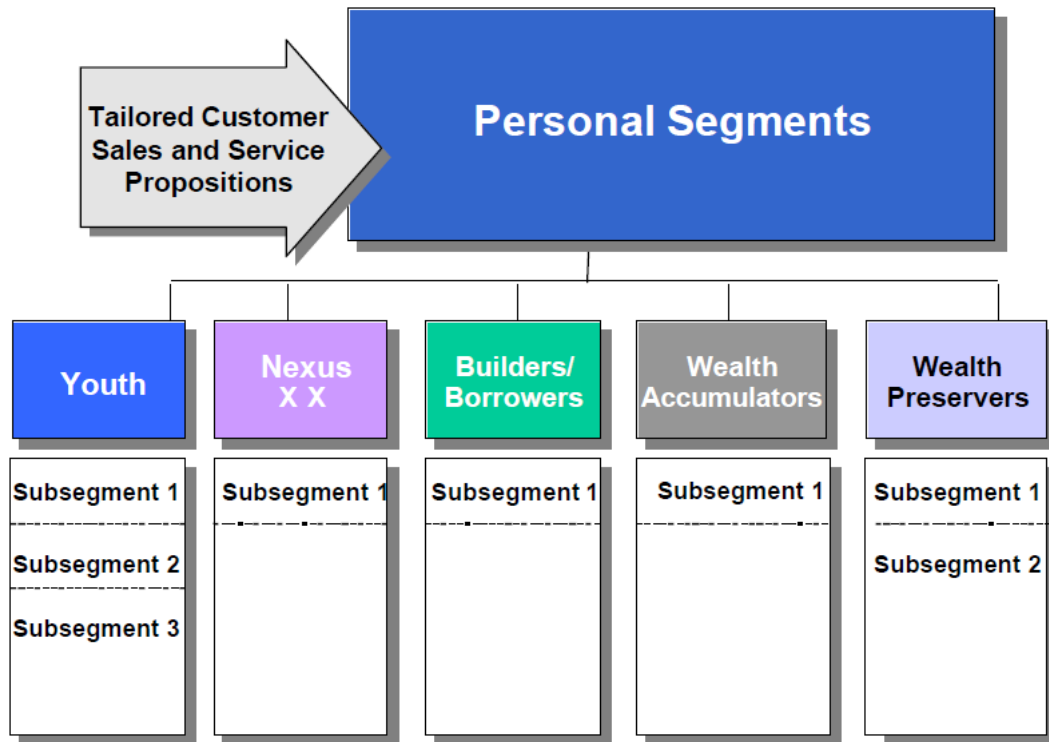 Tailored Customer
Sales and Service
Propositions
Personal Segments
Youth
Nexus
X X
Builders/
Borrowers
Wealth
Accumulators
Wealth
Preservers
Subsegment 1
Subsegment 2
Subsegment 3
Subsegment 1
Subsegment 1
Subsegment 1
Subsegment 1
Subsegment 2